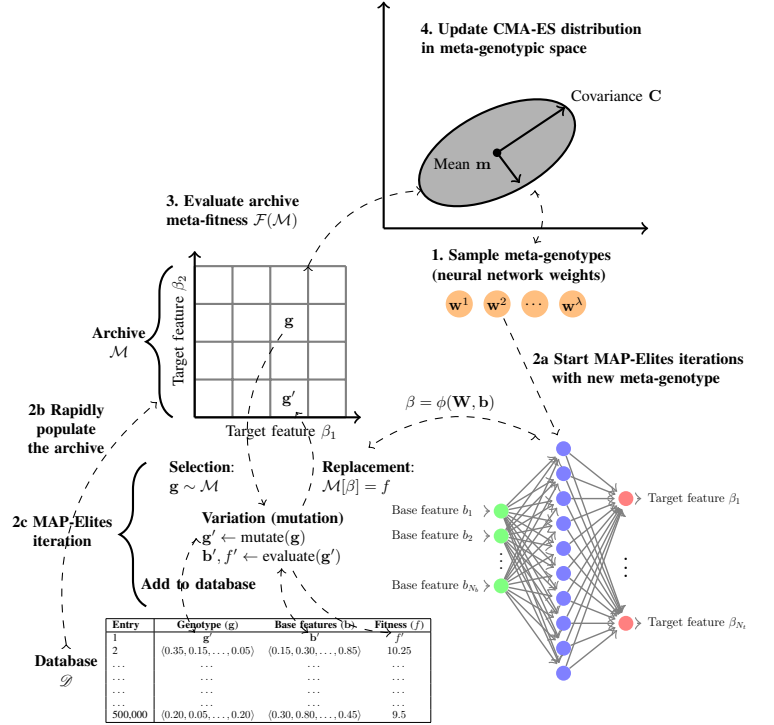 4. Update CMA-ES distribution
in meta-genotypic space
Covariance C
Mean m
3. Evaluate archive
meta-fitness ℱ(ℳ)
1. Sample meta-genotypes
(neural network weights)
w¹ w² ⋯ w^λ
Target feature β₂
g
g′
Archive
ℳ
Target feature β₁
2a Start MAP-Elites iterations
with new meta-genotype
β = φ(W, b)
2b Rapidly
populate
the archive
Selection:
g ∼ ℳ
Replacement:
ℳ[β] = f
2c MAP-Elites
iteration
Variation (mutation)
g′ ← mutate(g)
b′, f′ ← evaluate(g′)
Add to database
Base feature b₁
Base feature b₂
⋮
Base feature b_{N_b}
Target feature β₁
⋮
Target feature β_{N_t}
Database
𝒟
Entry Genotype (g) Base features (b) Fitness (f)
1 g′ b′ f′
2 ⟨0.35, 0.15, …, 0.05⟩ ⟨0.15, 0.30, …, 0.85⟩ 10.25
… … … …
… … … …
… … … …
… … … …
500,000 ⟨0.20, 0.05, …, 0.20⟩ ⟨0.30, 0.80, …, 0.45⟩ 9.5